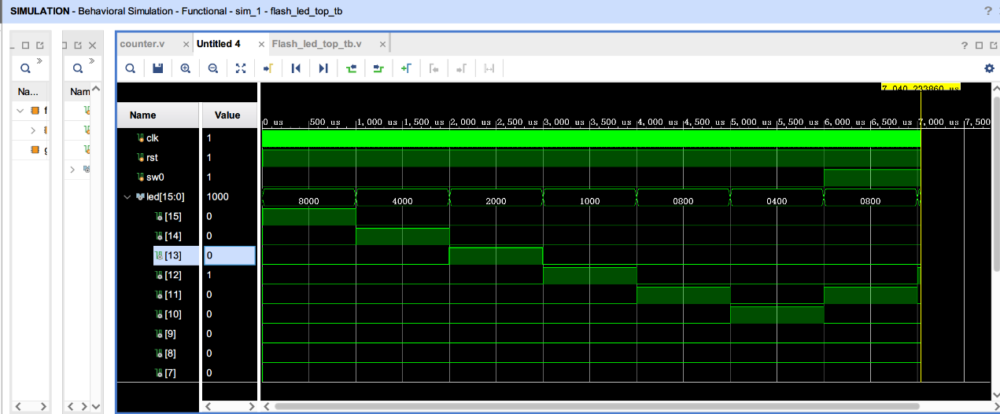 SIMULATION - Behavioral Simulation - Functional - sim_1 - flash_led_top_tb
counter.v
Untitled 4
Flash_led_top_tb.v
Na...
f
g
Nam
Name
Value
7,040.233860 us
0 us 500 us 1,000 us 1,500 us 2,000 us 2,500 us 3,000 us 3,500 us 4,000 us 4,500 us 5,000 us 5,500 us 6,000 us 6,500 us 7,000 us 7,500
clk 1
rst 1
sw0 1
led[15:0] 1000 8000 4000 2000 1000 0800 0400 0800
[15] 0
[14] 0
[13] 0
[12] 1
[11] 0
[10] 0
[9] 0
[8] 0
[7] 0